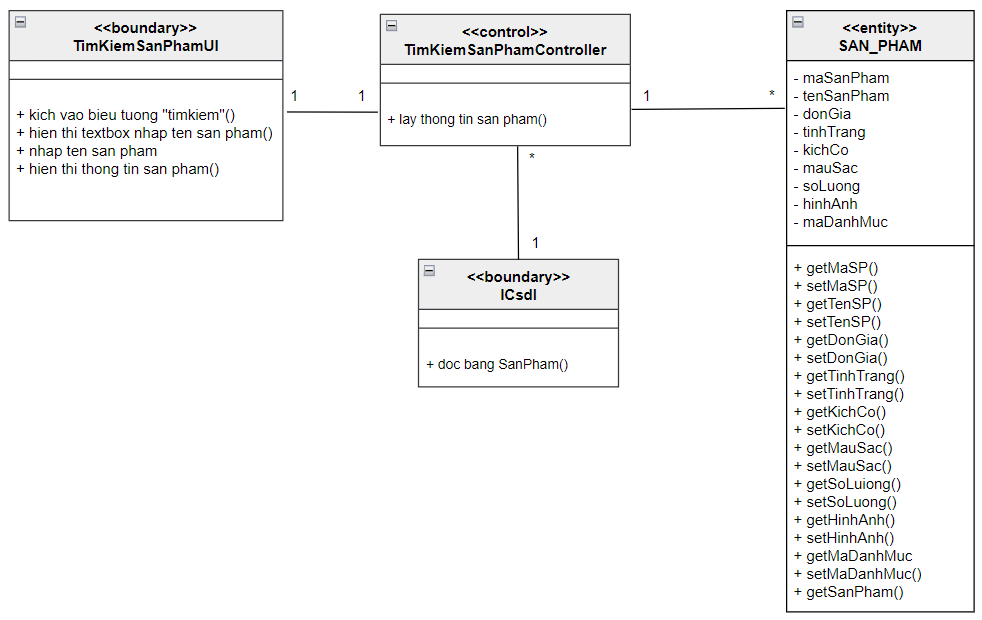 <<boundary>>
TimKiemSanPhamUI
+ kich vao bieu tuong "timkiem"()
+ hien thi textbox nhap ten san pham()
+ nhap ten san pham
+ hien thi thong tin san pham()
1
1
<<control>>
TimKiemSanPhamController
+ lay thong tin san pham()
1
*
*
1
<<boundary>>
ICsdl
+ doc bang SanPham()
<<entity>>
SAN_PHAM
- maSanPham
- tenSanPham
- donGia
- tinhTrang
- kichCo
- mauSac
- soLuong
- hinhAnh
- maDanhMuc
+ getMaSP()
+ setMaSP()
+ getTenSP()
+ setTenSP()
+ getDonGia()
+ setDonGia()
+ getTinhTrang()
+ setTinhTrang()
+ getKichCo()
+ setKichCo()
+ getMauSac()
+ setMauSac()
+ getSoLuiong()
+ setSoLuong()
+ getHinhAnh()
+ setHinhAnh()
+ getMaDanhMuc
+ setMaDanhMuc()
+ getSanPham()